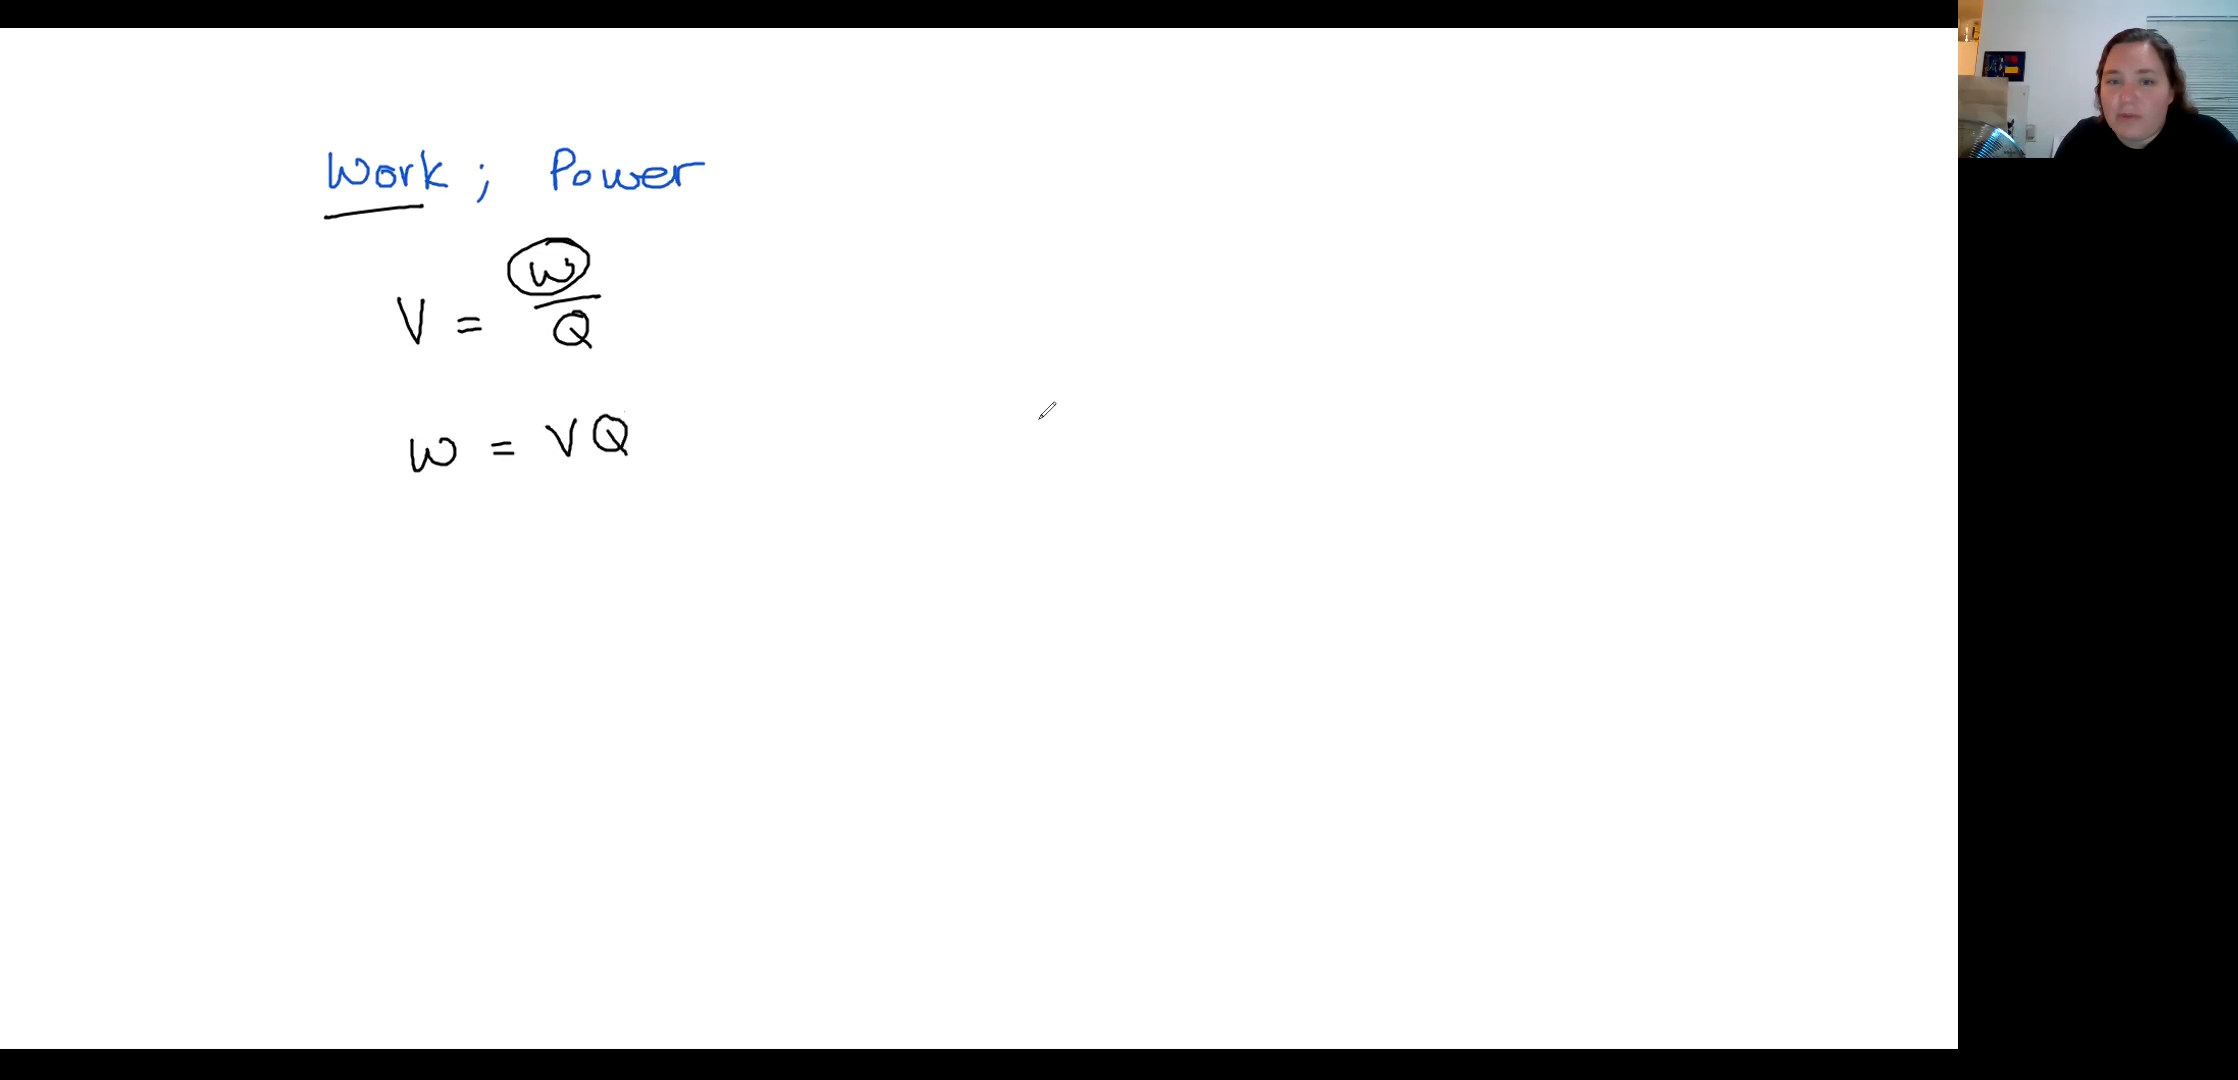 Work ; Power
V = W/Q
W = VQ